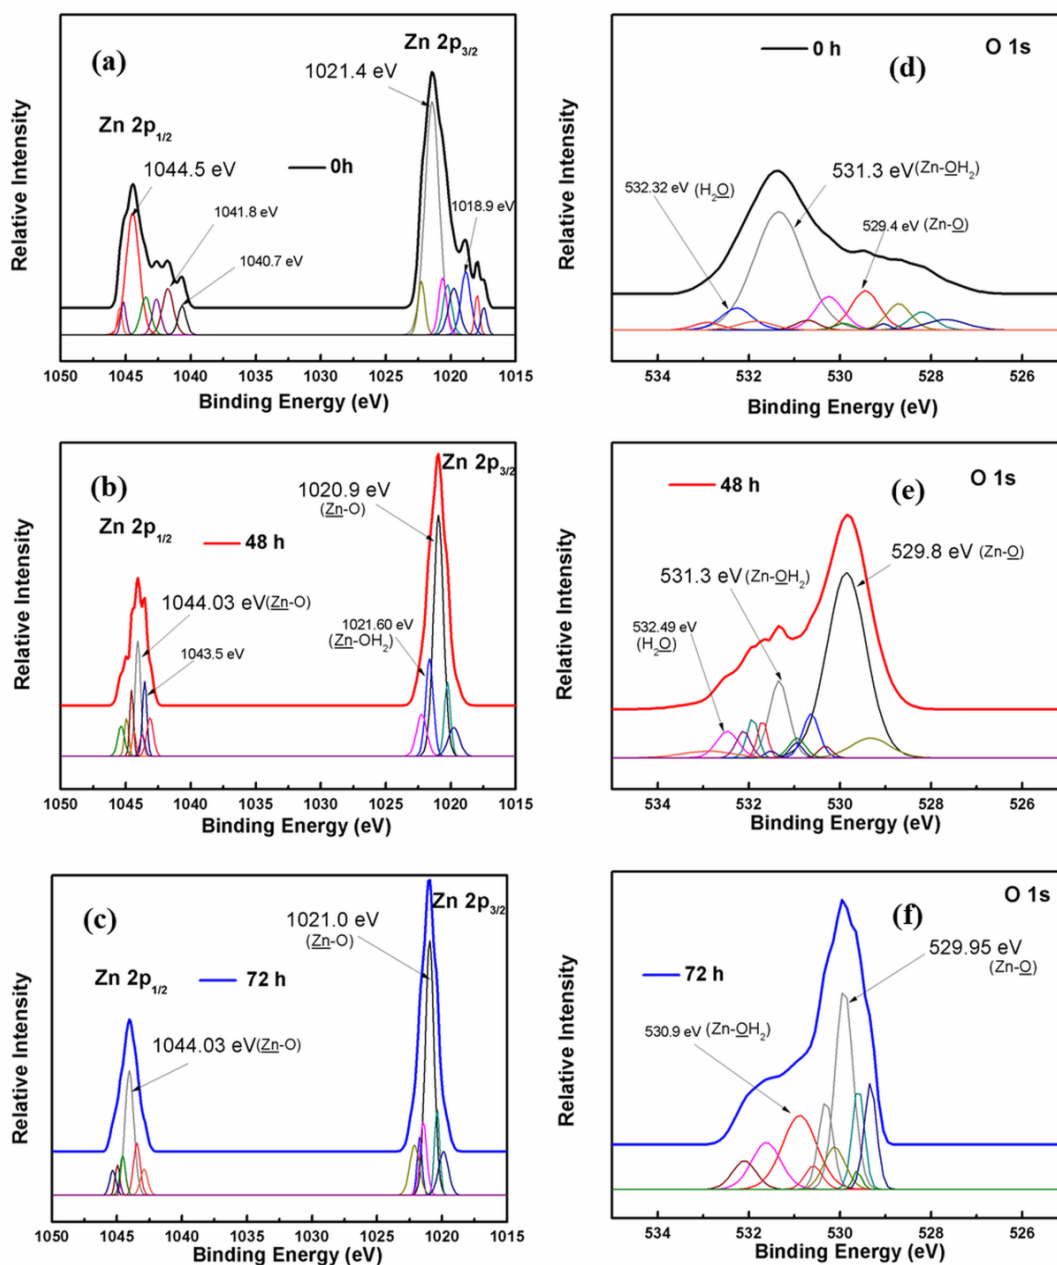 (a)
Zn 2p3/2
1021.4 eV
Zn 2p1/2
1044.5 eV
0h
1041.8 eV
1040.7 eV
1018.9 eV
Relative Intensity
1050 1045 1040 1035 1030 1025 1020 1015
Binding Energy (eV)
0 h
O 1s
(d)
532.32 eV (H2O)
531.3 eV (Zn-OH2)
529.4 eV (Zn-O)
Relative Intensity
534 532 530 528 526
Binding Energy (eV)
(b)
Zn 2p3/2
1020.9 eV
(Zn-O)
Zn 2p1/2
48 h
1044.03 eV (Zn-O)
1043.5 eV
1021.60 eV
(Zn-OH2)
Relative Intensity
1050 1045 1040 1035 1030 1025 1020 1015
Binding Energy (eV)
48 h
(e)
O 1s
531.3 eV (Zn-OH2)
529.8 eV (Zn-O)
532.49 eV
(H2O)
Relative Intensity
534 532 530 528 526
Binding Energy (eV)
(c)
Zn 2p3/2
1021.0 eV
(Zn-O)
Zn 2p1/2
72 h
1044.03 eV (Zn-O)
Relative Intensity
1050 1045 1040 1035 1030 1025 1020 1015
Binding Energy (eV)
O 1s
(f)
72 h
529.95 eV
(Zn-O)
530.9 eV (Zn-OH2)
Relative Intensity
534 532 530 528 526
Binding Energy (eV)